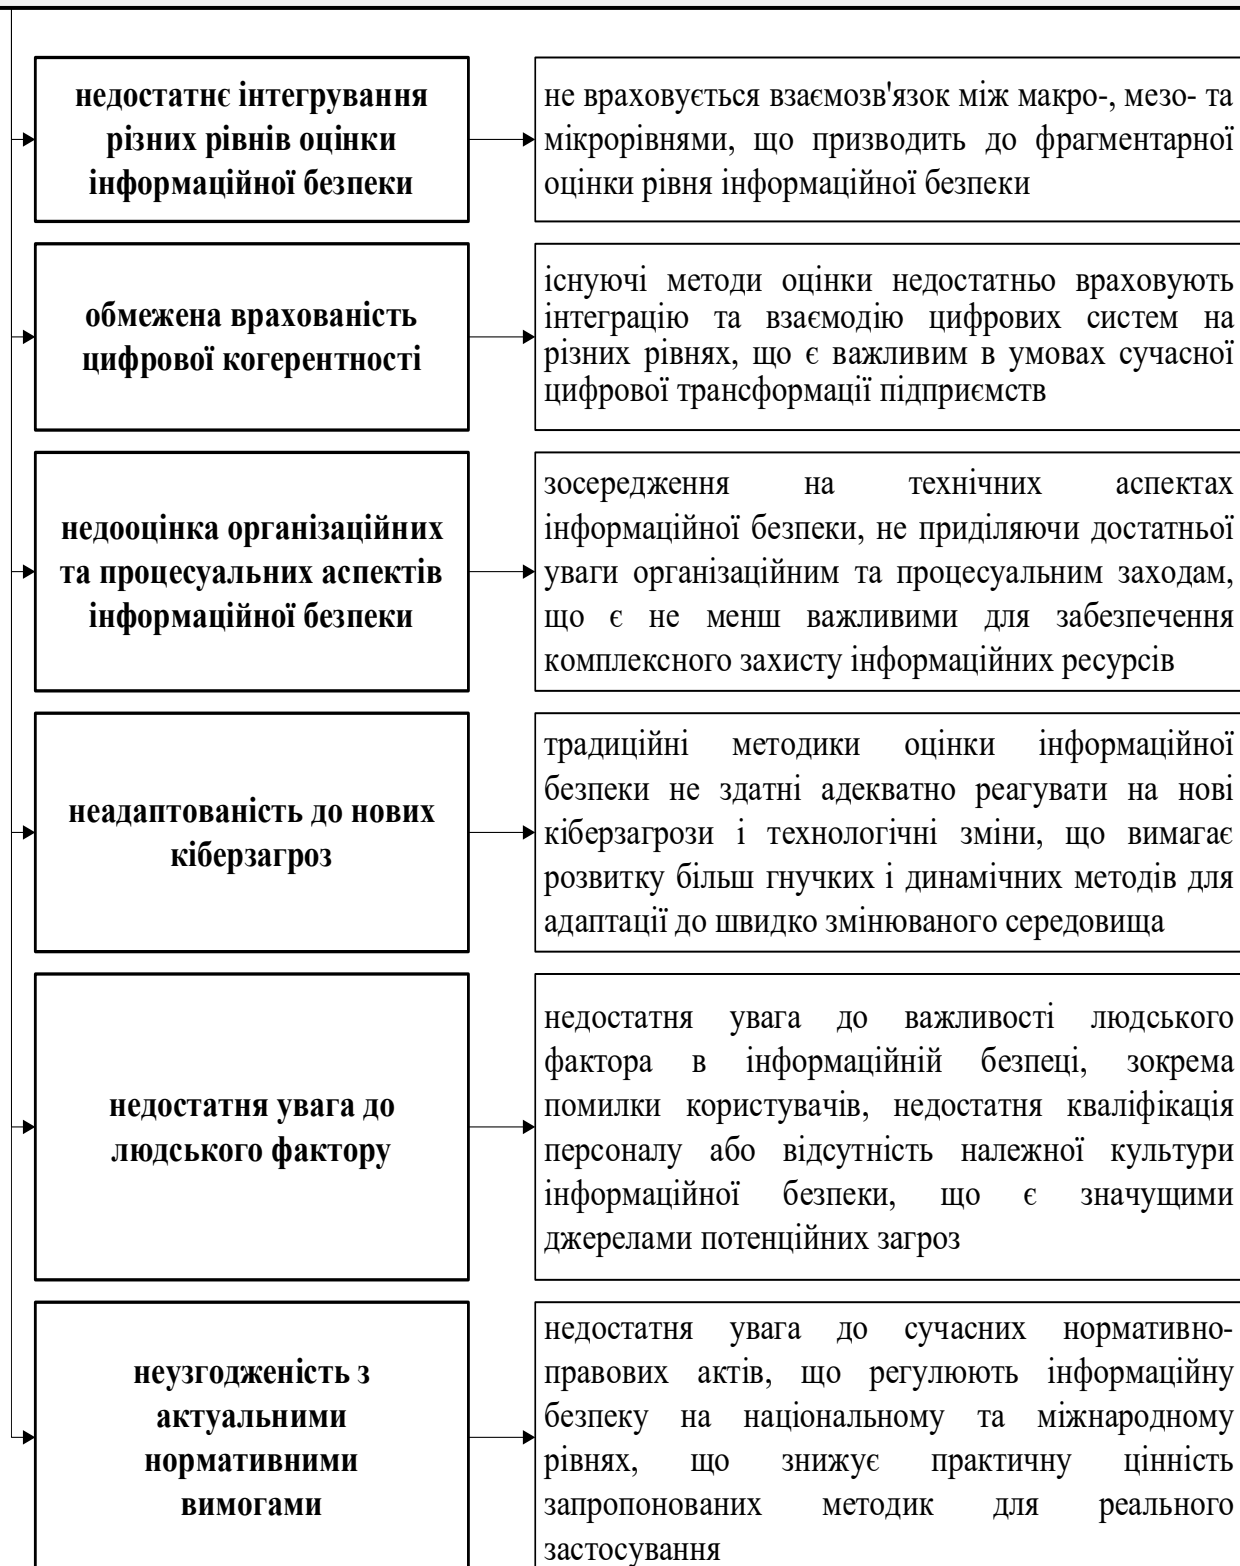 недостатнє інтегрування
різних рівнів оцінки
інформаційної безпеки
не враховується взаємозв'язок між макро-, мезо- та
мікрорівнями, що призводить до фрагментарної
оцінки рівня інформаційної безпеки
обмежена врахованість
цифрової когерентності
існуючі методи оцінки недостатньо враховують
інтеграцію та взаємодію цифрових систем на
різних рівнях, що є важливим в умовах сучасної
цифрової трансформації підприємств
недооцінка організаційних
та процесуальних аспектів
інформаційної безпеки
зосередження на технічних аспектах
інформаційної безпеки, не приділяючи достатньої
уваги організаційним та процесуальним заходам,
що є не менш важливими для забезпечення
комплексного захисту інформаційних ресурсів
неадаптованість до нових
кіберзагроз
традиційні методики оцінки інформаційної
безпеки не здатні адекватно реагувати на нові
кіберзагрози і технологічні зміни, що вимагає
розвитку більш гнучких і динамічних методів для
адаптації до швидко змінюваного середовища
недостатня увага до
людського фактору
недостатня увага до важливості людського
фактора в інформаційній безпеці, зокрема
помилки користувачів, недостатня кваліфікація
персоналу або відсутність належної культури
інформаційної безпеки, що є значущими
джерелами потенційних загроз
неузгодженість з
актуальними
нормативними
вимогами
недостатня увага до сучасних нормативно-
правових актів, що регулюють інформаційну
безпеку на національному та міжнародному
рівнях, що знижує практичну цінність
запропонованих методик для реального
застосування